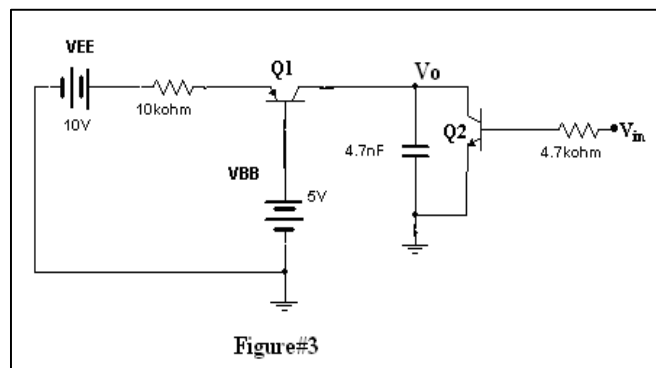 VEE
Q1
Vo
10V
10kohm
Q2
4.7nF
4.7kohm
Vin
VBB
5V
Figure#3